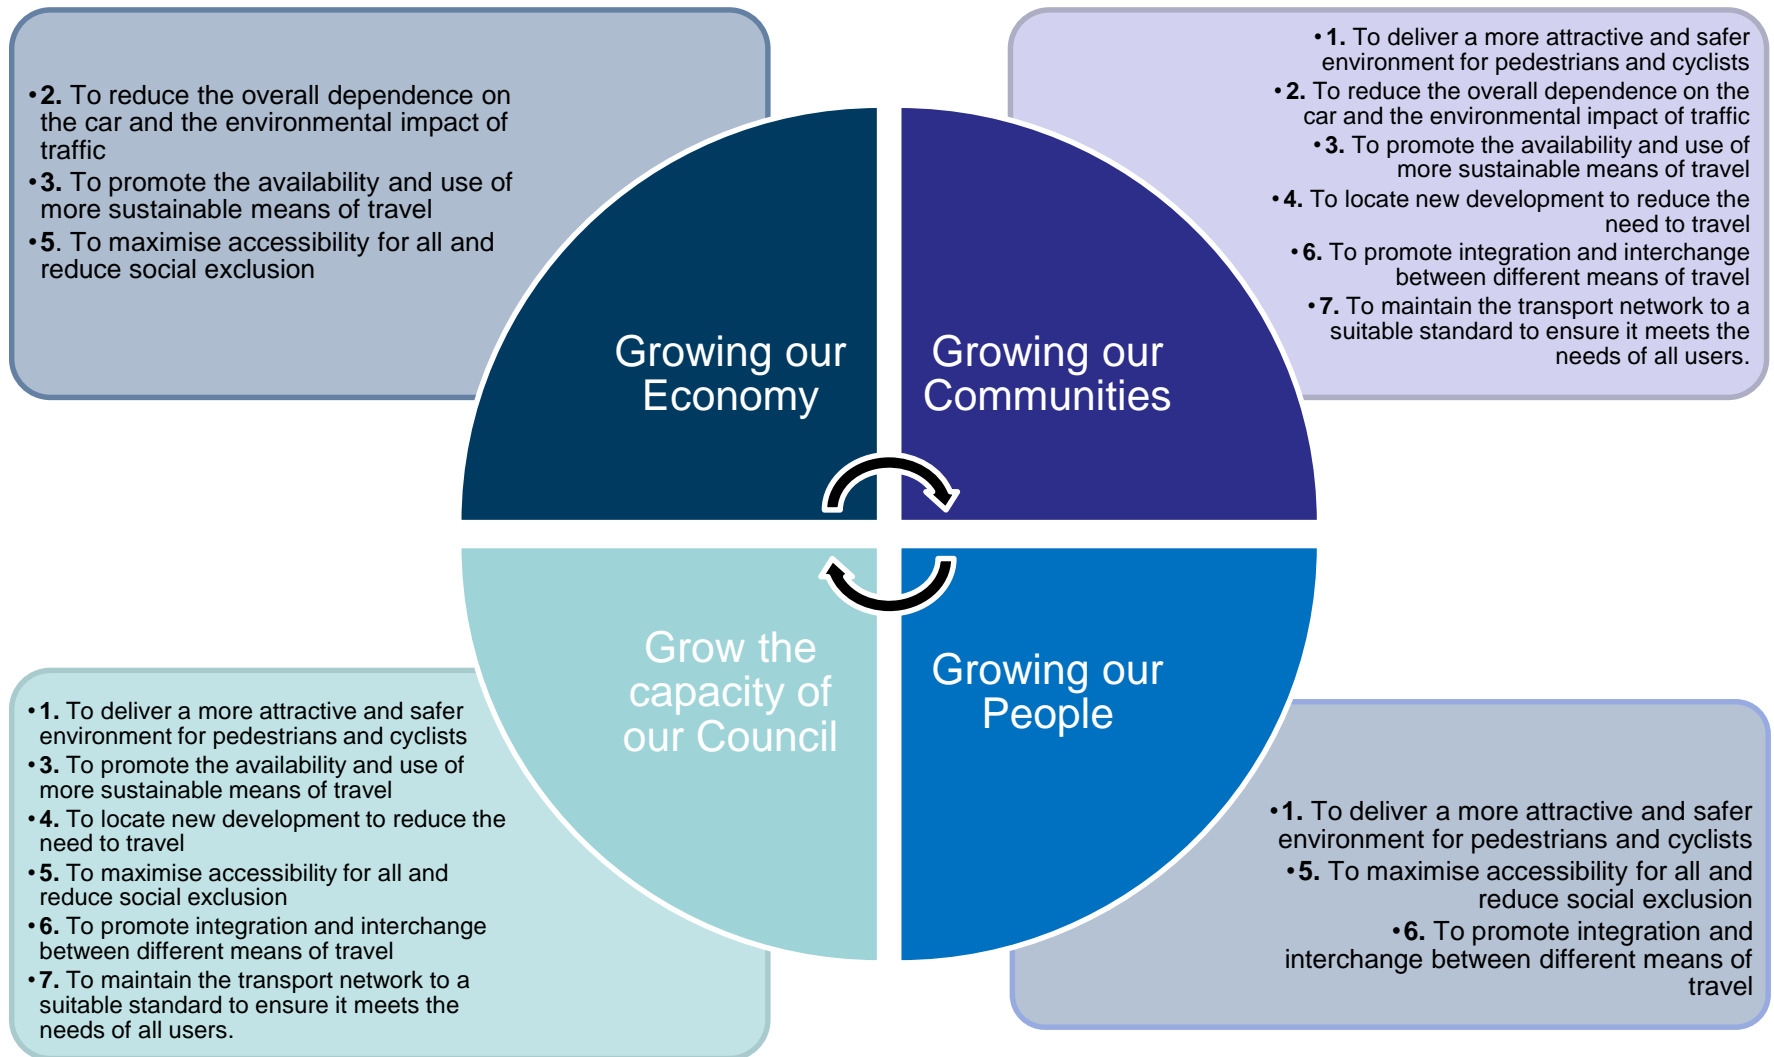 •2. To reduce the overall dependence on
the car and the environmental impact of
traffic
•3. To promote the availability and use of
more sustainable means of travel
•5. To maximise accessibility for all and
reduce social exclusion
•1. To deliver a more attractive and safer
environment for pedestrians and cyclists
•2. To reduce the overall dependence on the
car and the environmental impact of traffic
•3. To promote the availability and use of
more sustainable means of travel
•4. To locate new development to reduce the
need to travel
•6. To promote integration and interchange
between different means of travel
•7. To maintain the transport network to a
suitable standard to ensure it meets the
needs of all users.
Growing our
Economy
Growing our
Communities
Grow the
capacity of
our Council
Growing our
People
•1. To deliver a more attractive and safer
environment for pedestrians and cyclists
•3. To promote the availability and use of
more sustainable means of travel
•4. To locate new development to reduce the
need to travel
•5. To maximise accessibility for all and
reduce social exclusion
•6. To promote integration and interchange
between different means of travel
•7. To maintain the transport network to a
suitable standard to ensure it meets the
needs of all users.
•1. To deliver a more attractive and safer
environment for pedestrians and cyclists
•5. To maximise accessibility for all and
reduce social exclusion
•6. To promote integration and
interchange between different means of
travel